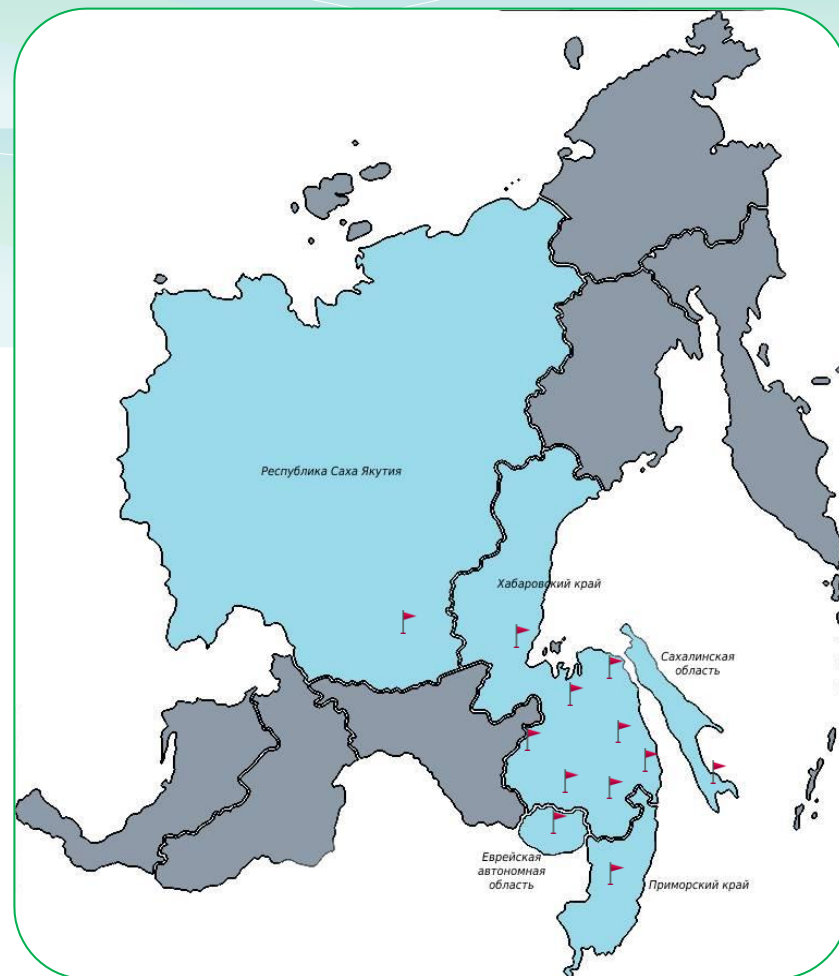 Республика Саха Якутия
Хабаровский край
Сахалинская
область
Еврейская
автономная
область
Приморский край